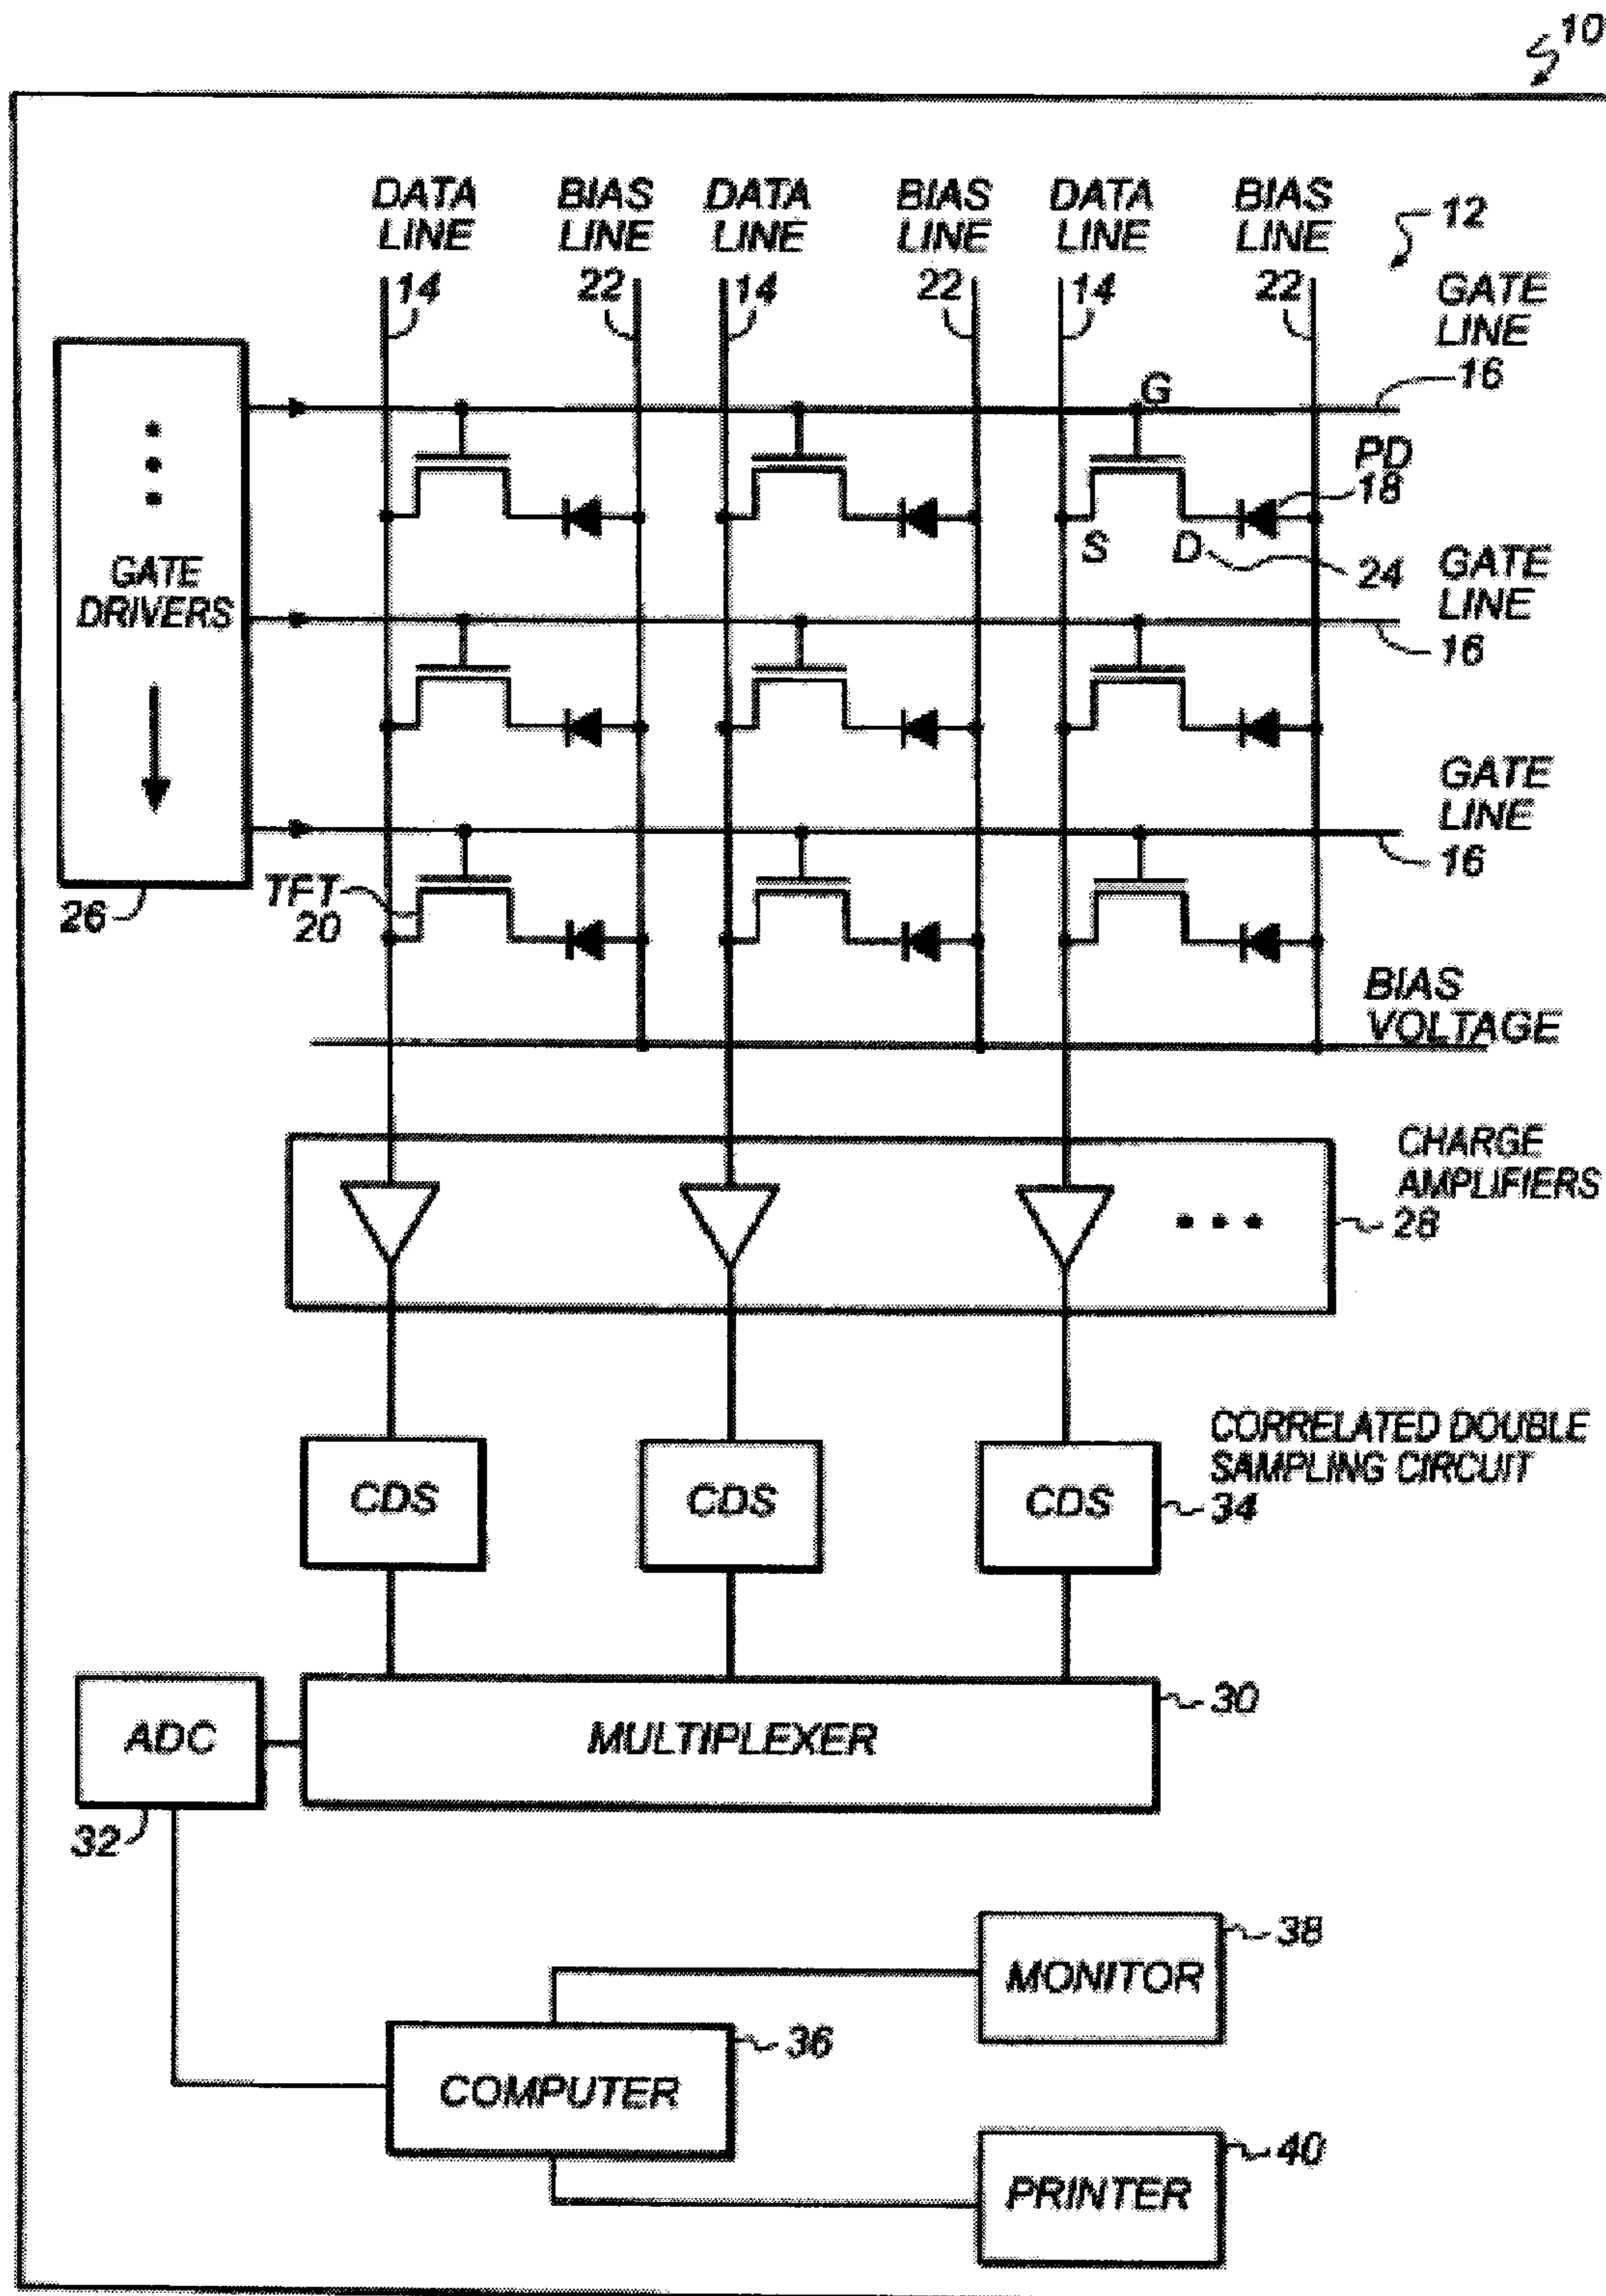 10
DATA LINE
BIAS LINE
DATA LINE
BIAS LINE
DATA LINE
BIAS LINE
12
14
22
14
22
14
22
GATE LINE
16
G
PD
18
S
D
24
GATE DRIVERS
GATE LINE
16
GATE LINE
16
TFT
20
26
BIAS VOLTAGE
CHARGE AMPLIFIERS
28
CORRELATED DOUBLE SAMPLING CIRCUIT
CDS
CDS
CDS
34
ADC
MULTIPLEXER
30
32
MONITOR
38
COMPUTER
36
PRINTER
40